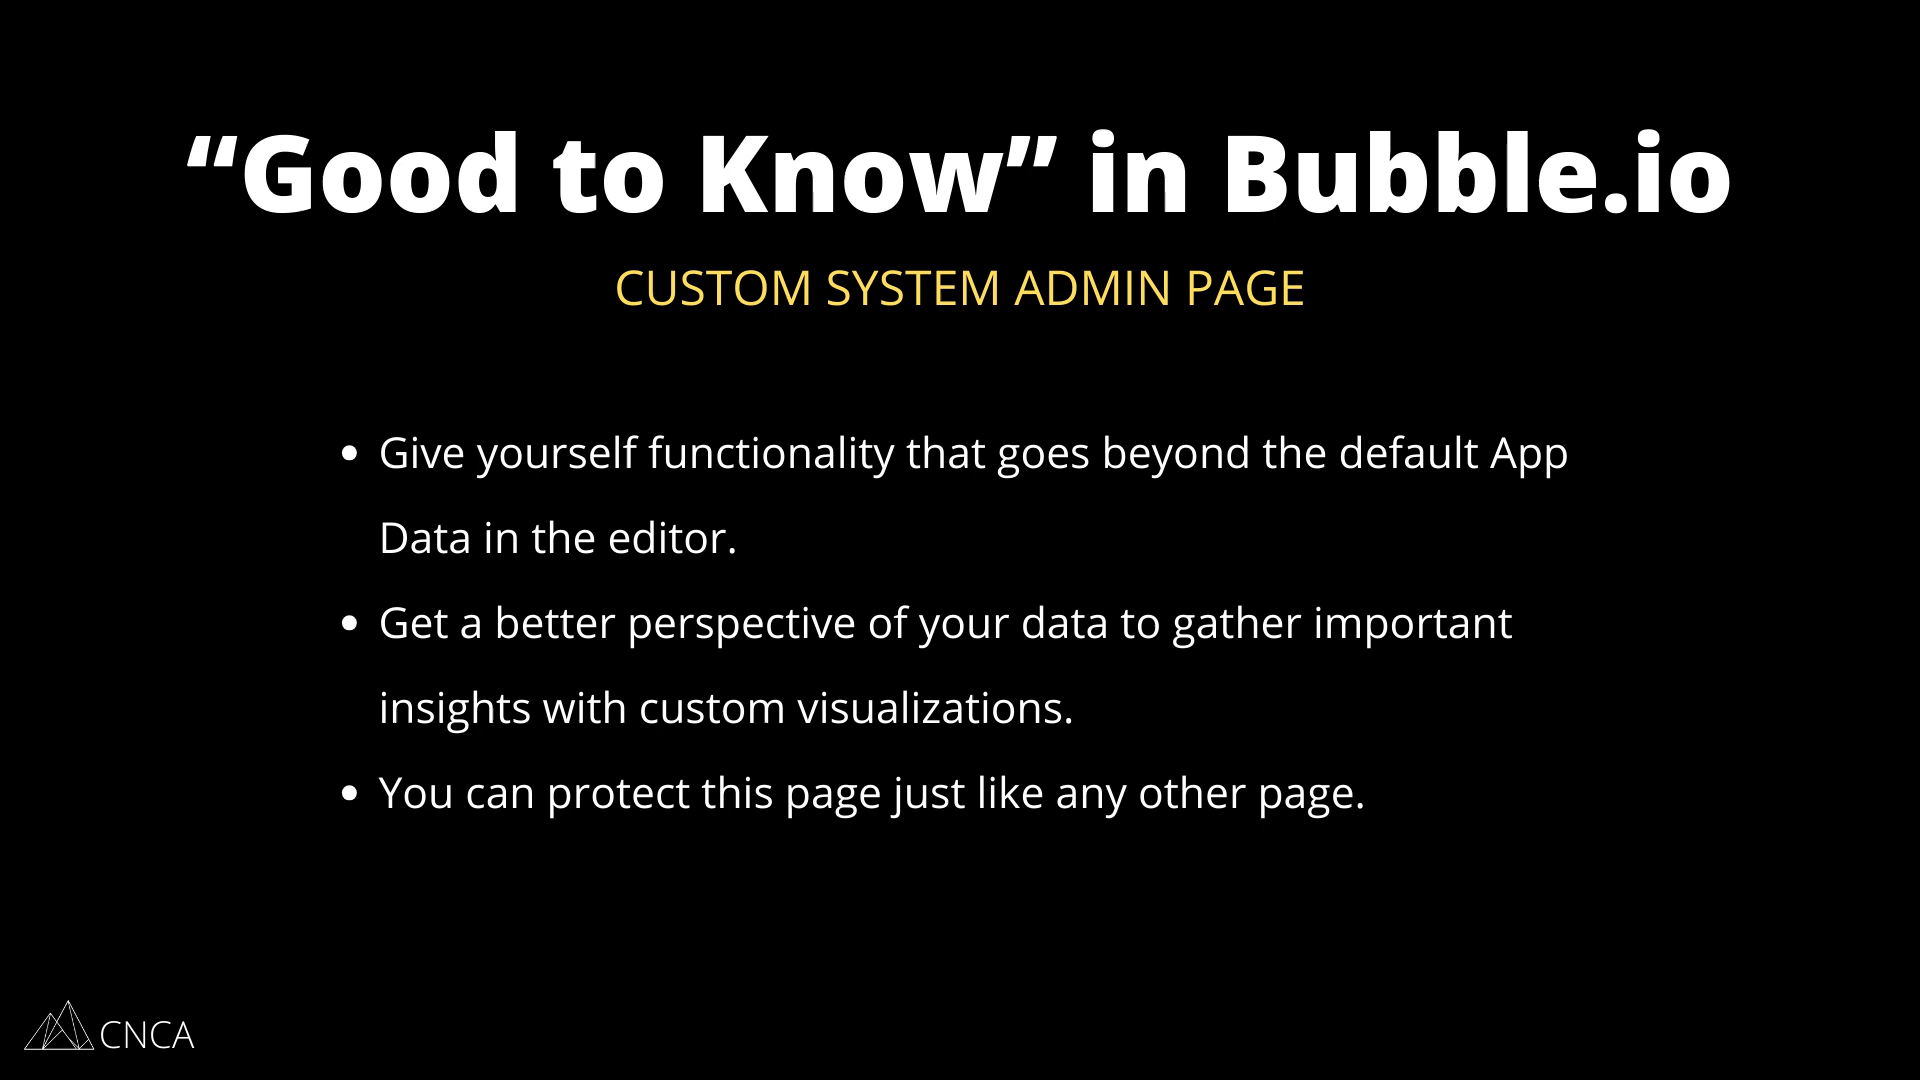 “Good to Know” in Bubble.io
CUSTOM SYSTEM ADMIN PAGE
• Give yourself functionality that goes beyond the default App
Data in the editor.
• Get a better perspective of your data to gather important
insights with custom visualizations.
• You can protect this page just like any other page.
CNCA